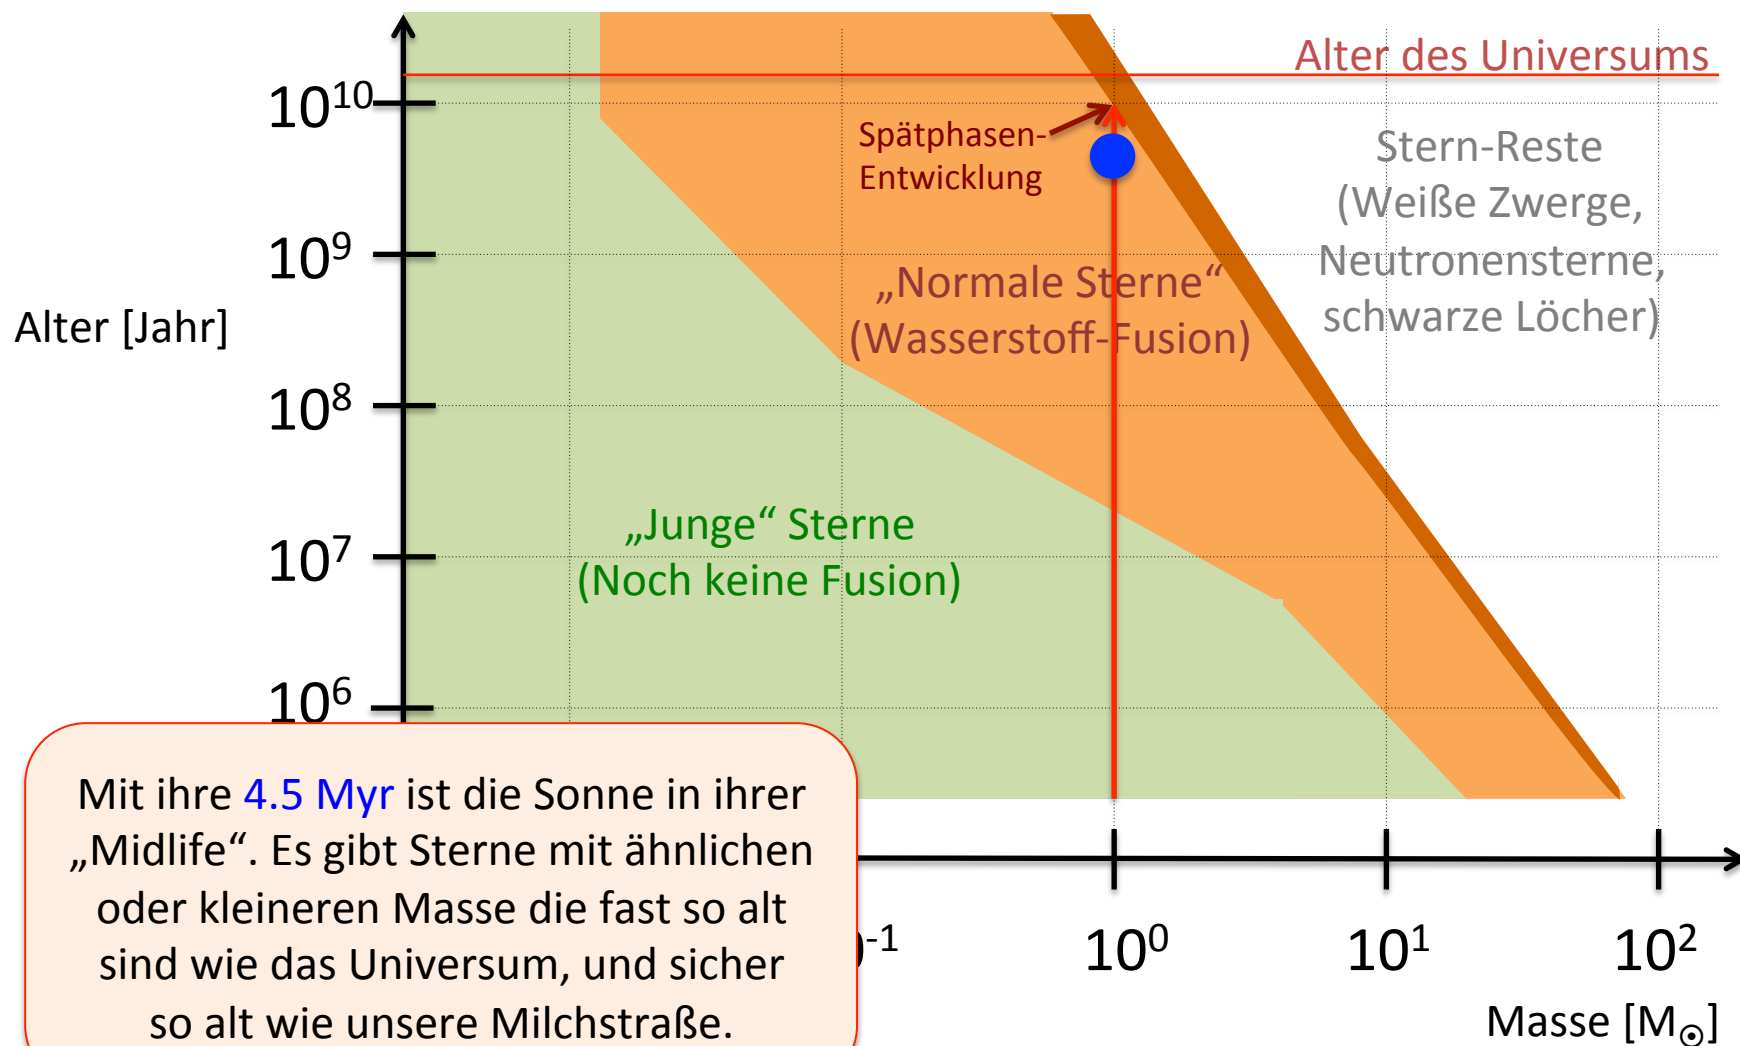 Alter des Universums
10¹⁰
Spätphasen-
Entwicklung
Stern-Reste
(Weiße Zwerge,
Neutronensterne,
schwarze Löcher)
10⁹
„Normale Sterne“
(Wasserstoff-Fusion)
Alter [Jahr]
10⁸
„Junge“ Sterne
(Noch keine Fusion)
10⁷
10⁶
Mit ihre 4.5 Myr ist die Sonne in ihrer
„Midlife“. Es gibt Sterne mit ähnlichen
oder kleineren Masse die fast so alt
sind wie das Universum, und sicher
so alt wie unsere Milchstraße.
10⁰
10¹
10²
Masse [M☉]